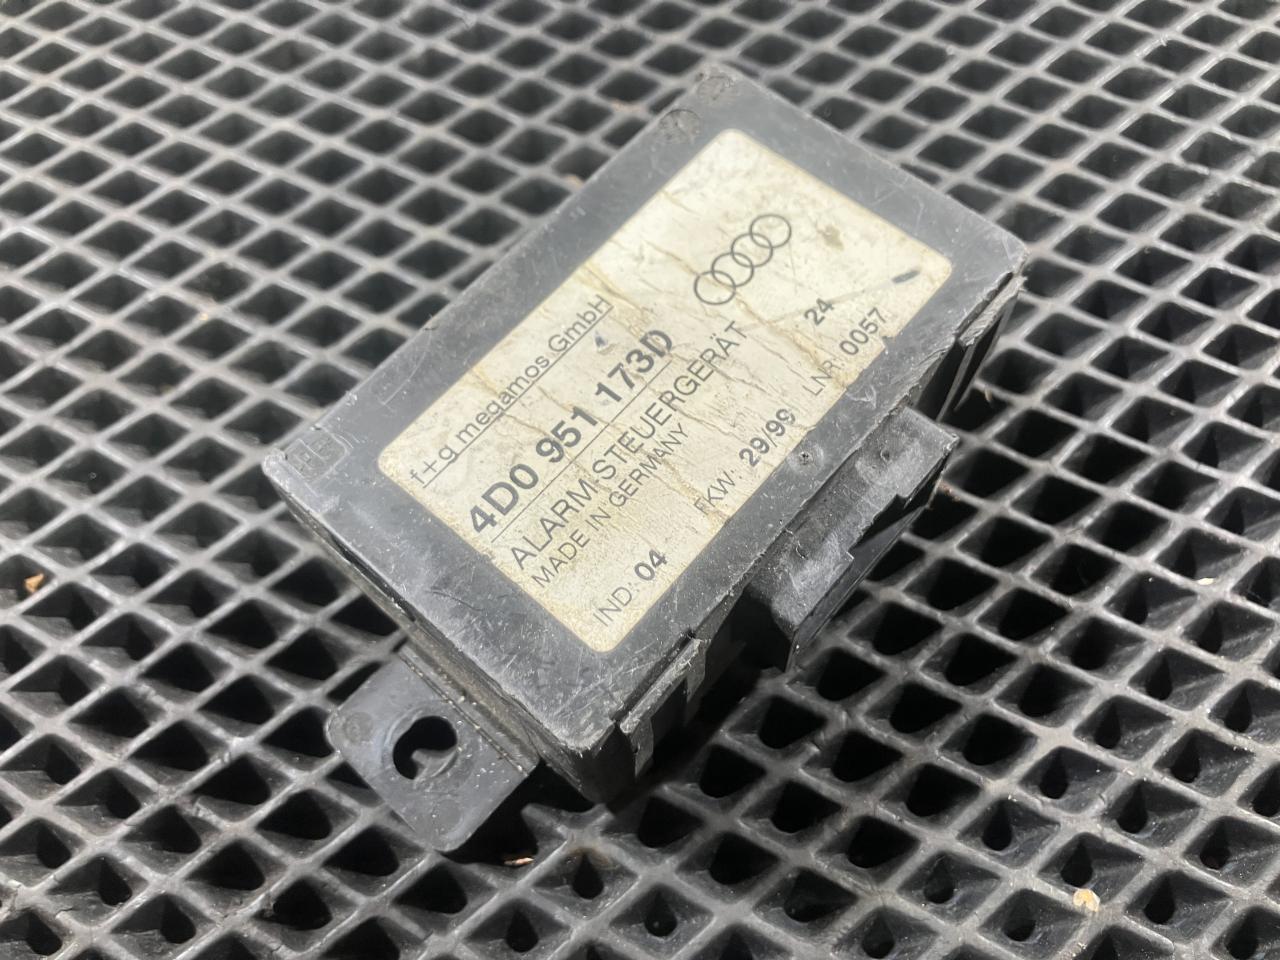 f+g megamos GmbH
4D0 951 173D
ALARM STEUERGERÄT
MADE IN GERMANY
24
IND: 04 FKW: 29/99 LNR: 0057